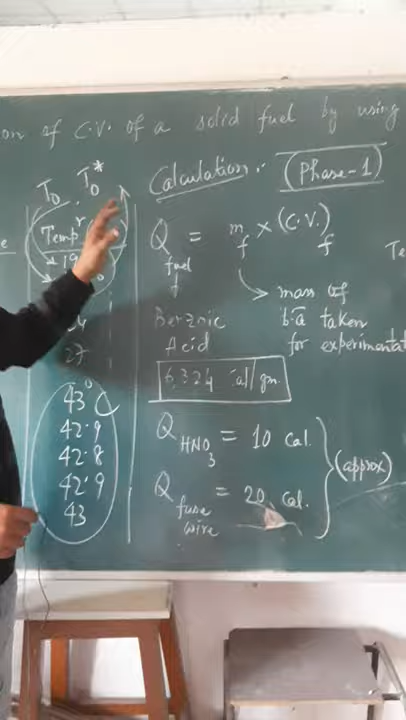 on of C.V. of a solid fuel by using
T₀ T₀*
Temp
19
27
43°C
42.9
42.8
42.9
43
Calculation :- (Phase-1)
Q fuel f = m f × (C.V.) f
mass of
b.a taken
for experimentat
Benzoic
Acid
6324 Cal/gm.
Q HNO₃ = 10 Cal.
Q fuse wire = 20 Cal.
(approx)
Te